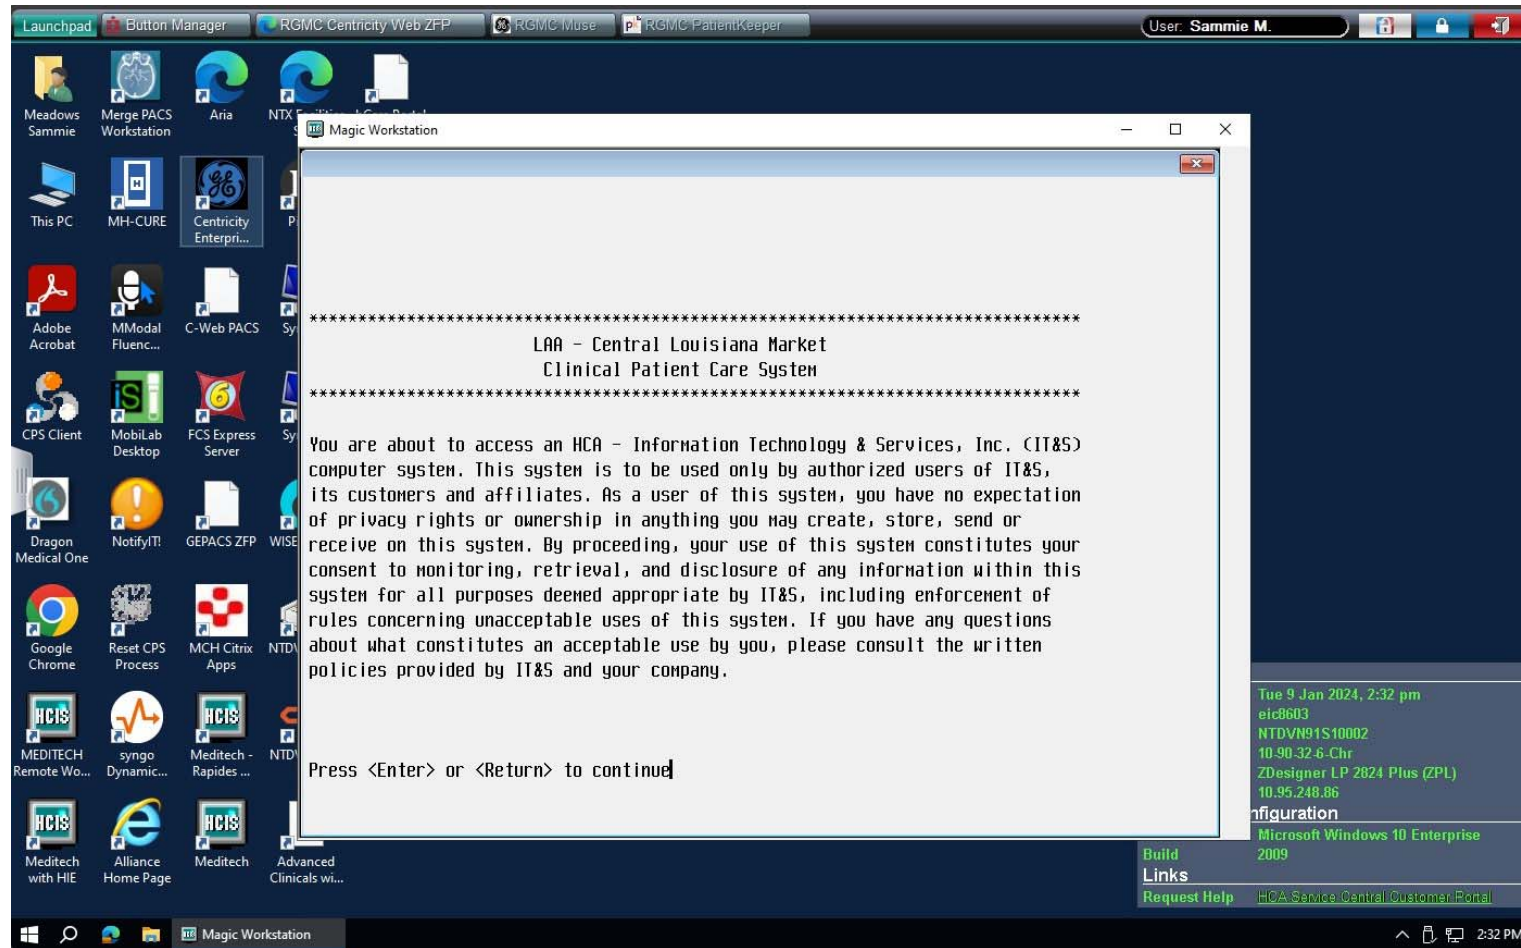 Launchpad
Button Manager
RGMC Centricity Web ZFP
RGMC Muse
RGMC PatientKeeper
User: Sammie M.
Meadows Sammie
Merge PACS Workstation
Aria
NTX
Magic Workstation
This PC
MH-CURE
Centricity Enterpri...
Adobe Acrobat
MModal Fluenc...
C-Web PACS
CPS Client
MobiLab Desktop
FCS Express Server
Dragon Medical One
NotifyIT!
GEPACS ZFP
WISE
Google Chrome
Reset CPS Process
MCH Citrix Apps
MEDITECH Remote Wo...
syngo Dynamic...
Meditech - Rapides ...
Meditech with HIE
Alliance Home Page
Meditech
Advanced Clinicals wi...
********************************************************************************
LAA - Central Louisiana Market
Clinical Patient Care System
********************************************************************************
You are about to access an HCA - Information Technology & Services, Inc. (IT&S)
computer system. This system is to be used only by authorized users of IT&S,
its customers and affiliates. As a user of this system, you have no expectation
of privacy rights or ownership in anything you may create, store, send or
receive on this system. By proceeding, your use of this system constitutes your
consent to monitoring, retrieval, and disclosure of any information within this
system for all purposes deemed appropriate by IT&S, including enforcement of
rules concerning unacceptable uses of this system. If you have any questions
about what constitutes an acceptable use by you, please consult the written
policies provided by IT&S and your company.
Press <Enter> or <Return> to continue
Tue 9 Jan 2024, 2:32 pm
eic8603
NTDVN91S10002
10-90-32-6-Chr
ZDesigner LP 2824 Plus (ZPL)
10.95.248.86
nfiguration
Microsoft Windows 10 Enterprise
Build 2009
Links
Request Help HCA Service Central Customer Portal
Magic Workstation
2:32 PM